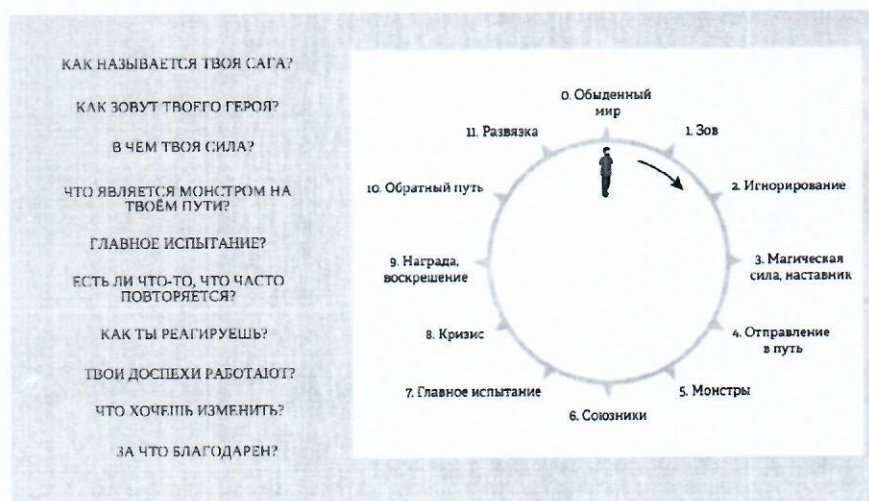 КАК НАЗЫВАЕТСЯ ТВОЯ САГА?
КАК ЗОВУТ ТВОЕГО ГЕРОЯ?
В ЧЕМ ТВОЯ СИЛА?
ЧТО ЯВЛЯЕТСЯ МОНСТРОМ НА
ТВОЁМ ПУТИ?
ГЛАВНОЕ ИСПЫТАНИЕ?
ЕСТЬ ЛИ ЧТО-ТО, ЧТО ЧАСТО
ПОВТОРЯЕТСЯ?
КАК ТЫ РЕАГИРУЕШЬ?
ТВОИ ДОСПЕХИ РАБОТАЮТ?
ЧТО ХОЧЕШЬ ИЗМЕНИТЬ?
ЗА ЧТО БЛАГОДАРЕН?
0. Обыденный
мир
1. Зов
2. Игнорирование
3. Магическая
сила, наставник
4. Отправление
в путь
5. Монстры
6. Союзники
7. Главное испытание
8. Кризис
9. Награда,
воскрешение
10. Обратный путь
11. Развязка